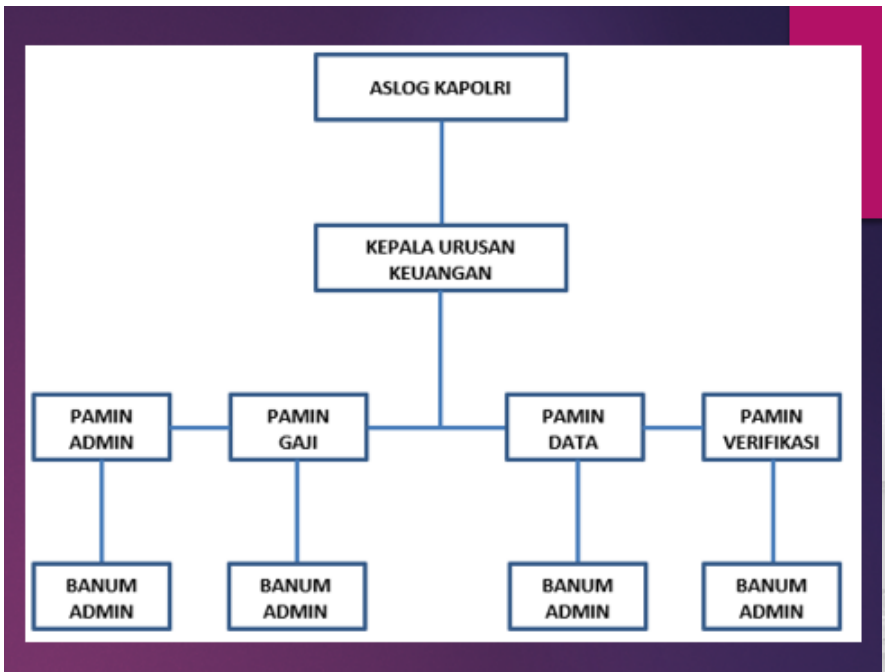 ASLOG KAPOLRI
KEPALA URUSAN
KEUANGAN
PAMIN
ADMIN
PAMIN
GAJI
PAMIN
DATA
PAMIN
VERIFIKASI
BANUM
ADMIN
BANUM
ADMIN
BANUM
ADMIN
BANUM
ADMIN